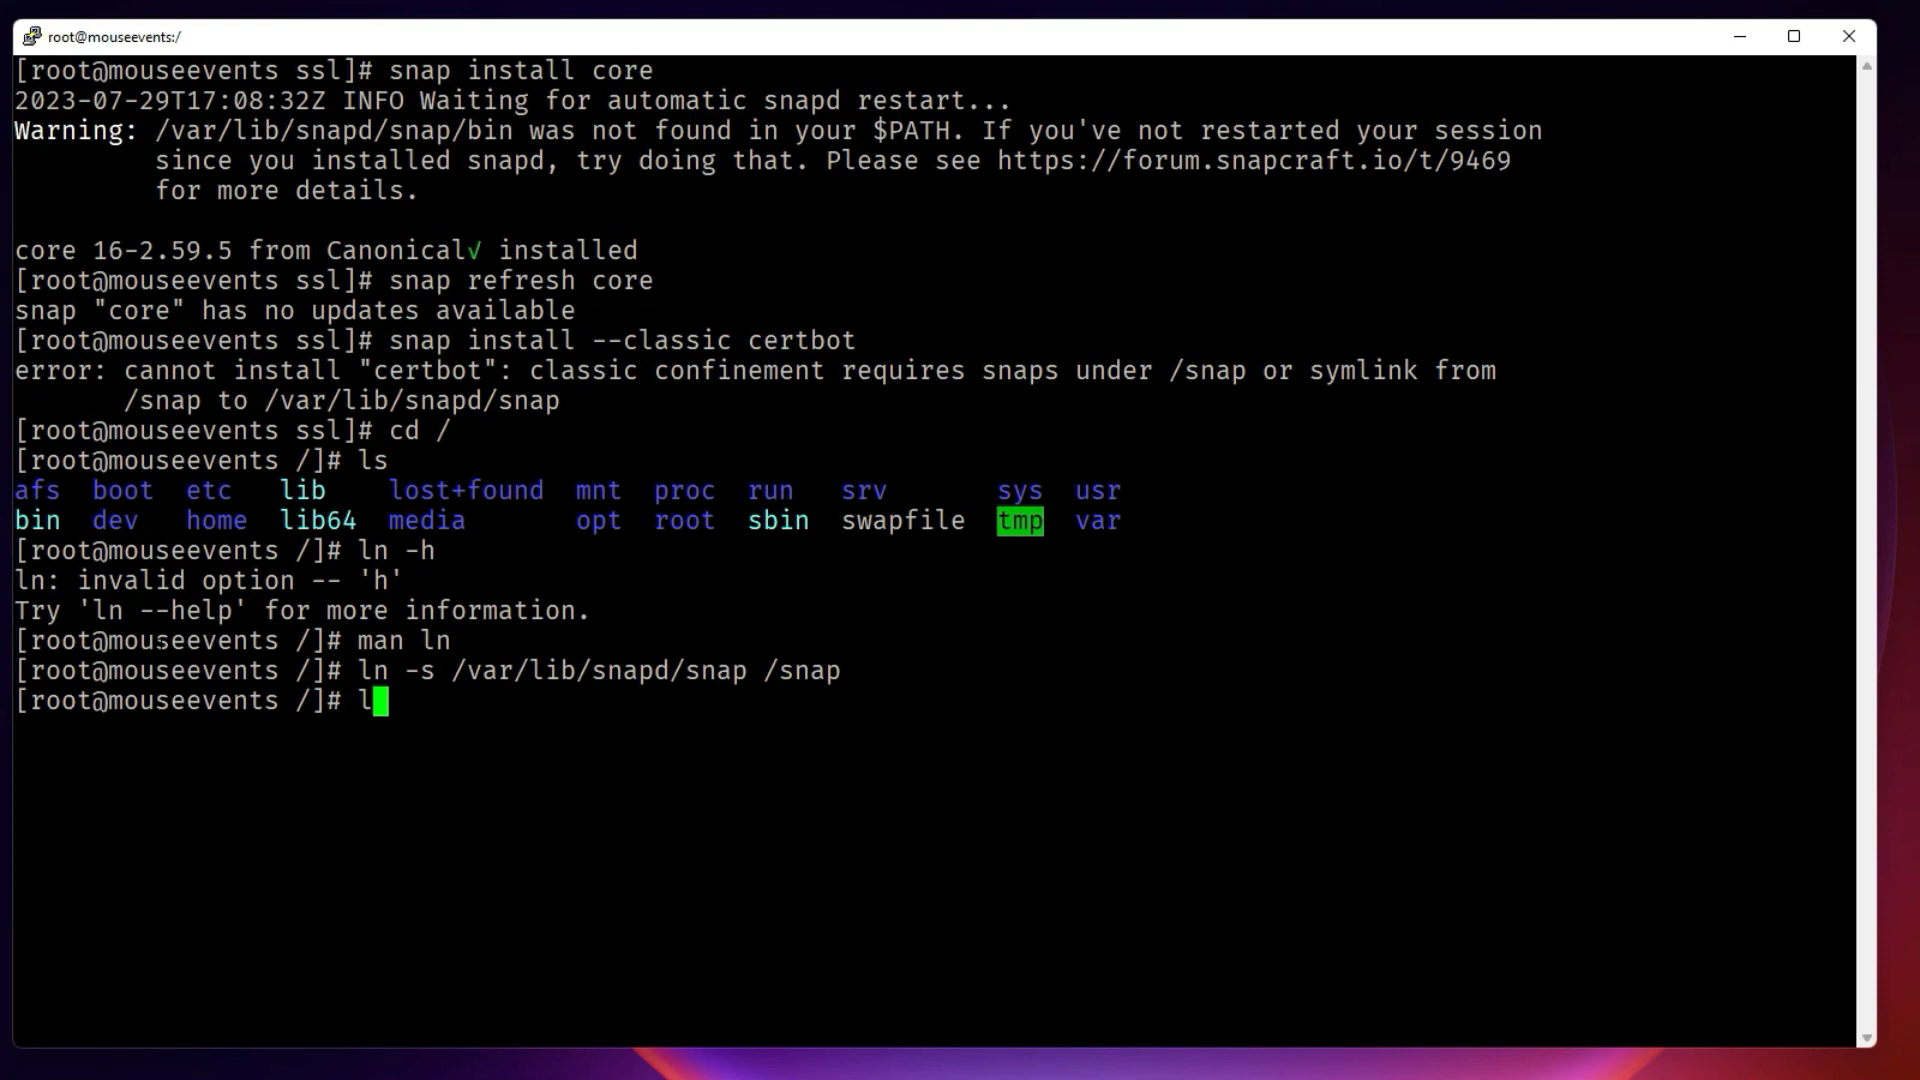 root@mouseevents:/
[root@mouseevents ssl]# snap install core
2023-07-29T17:08:32Z INFO Waiting for automatic snapd restart...
Warning: /var/lib/snapd/snap/bin was not found in your $PATH. If you've not restarted your session
since you installed snapd, try doing that. Please see https://forum.snapcraft.io/t/9469
for more details.
core 16-2.59.5 from Canonical√ installed
[root@mouseevents ssl]# snap refresh core
snap "core" has no updates available
[root@mouseevents ssl]# snap install --classic certbot
error: cannot install "certbot": classic confinement requires snaps under /snap or symlink from
/snap to /var/lib/snapd/snap
[root@mouseevents ssl]# cd /
[root@mouseevents /]# ls
afs boot etc lib lost+found mnt proc run srv sys usr
bin dev home lib64 media opt root sbin swapfile tmp var
[root@mouseevents /]# ln -h
ln: invalid option -- 'h'
Try 'ln --help' for more information.
[root@mouseevents /]# man ln
[root@mouseevents /]# ln -s /var/lib/snapd/snap /snap
[root@mouseevents /]# l